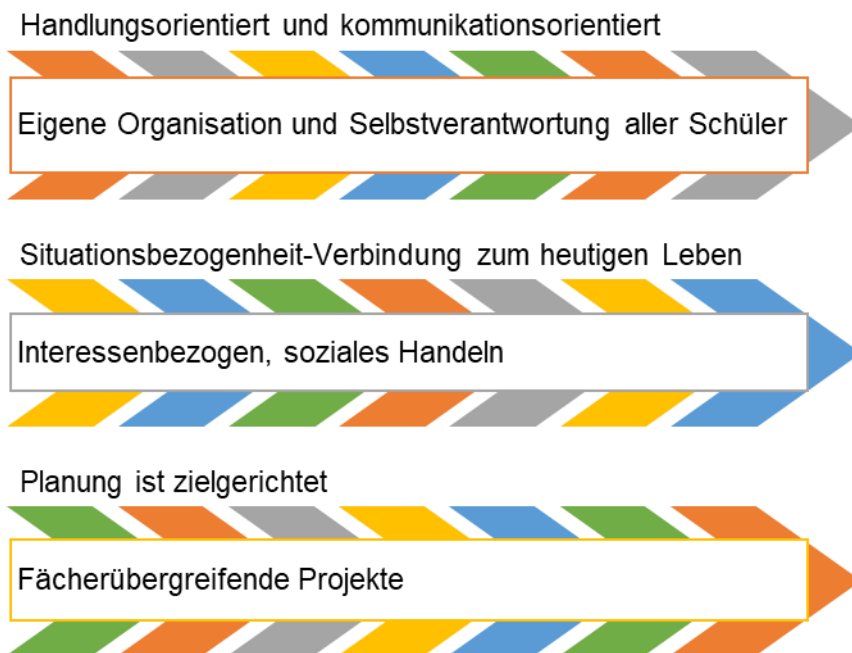 Handlungsorientiert und kommunikationsorientiert
Eigene Organisation und Selbstverantwortung aller Schüler
Situationsbezogenheit-Verbindung zum heutigen Leben
Interessenbezogen, soziales Handeln
Planung ist zielgerichtet
Fächerübergreifende Projekte